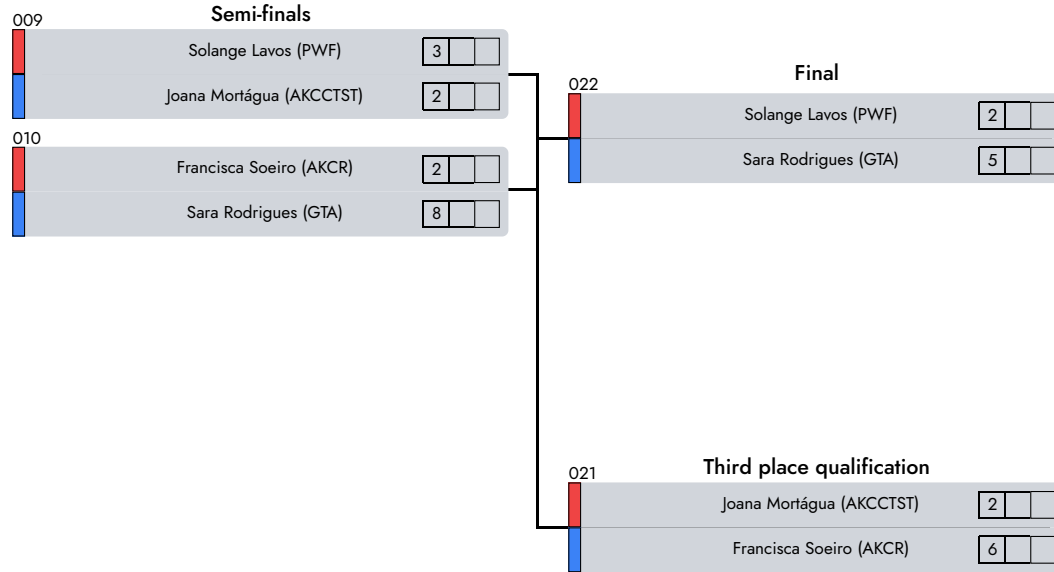 Semi-finals
009
Solange Lavos (PWF) 3
Joana Mortágua (AKCCTST) 2
010
Francisca Soeiro (AKCR) 2
Sara Rodrigues (GTA) 8
Final
022
Solange Lavos (PWF) 2
Sara Rodrigues (GTA) 5
Third place qualification
021
Joana Mortágua (AKCCTST) 2
Francisca Soeiro (AKCR) 6